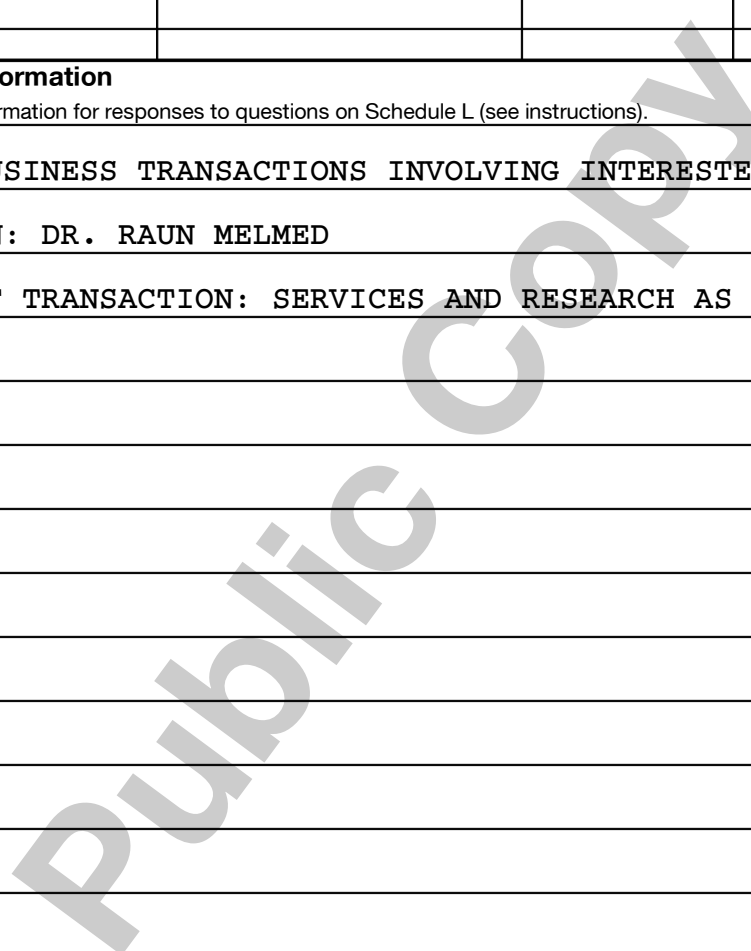 ormation
rmation for responses to questions on Schedule L (see instructions).
USINESS TRANSACTIONS INVOLVING INTERESTE
N: DR. RAUN MELMED
F TRANSACTION: SERVICES AND RESEARCH AS
Public Copy